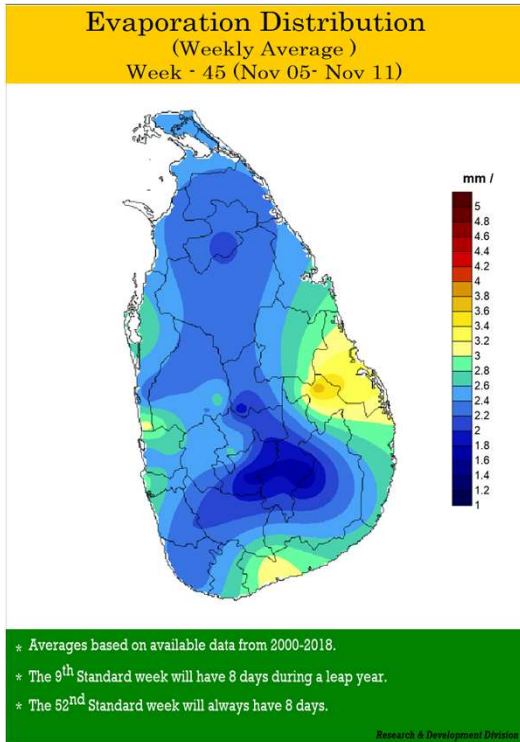 Evaporation Distribution
(Weekly Average )
Week - 45 (Nov 05- Nov 11)
mm /
5
4.8
4.6
4.4
4.2
4
3.8
3.6
3.4
3.2
3
2.8
2.6
2.4
2.2
2
1.8
1.6
1.4
1.2
1
* Averages based on available data from 2000-2018.
* The 9th Standard week will have 8 days during a leap year.
* The 52nd Standard week will always have 8 days.
Research & Development Division